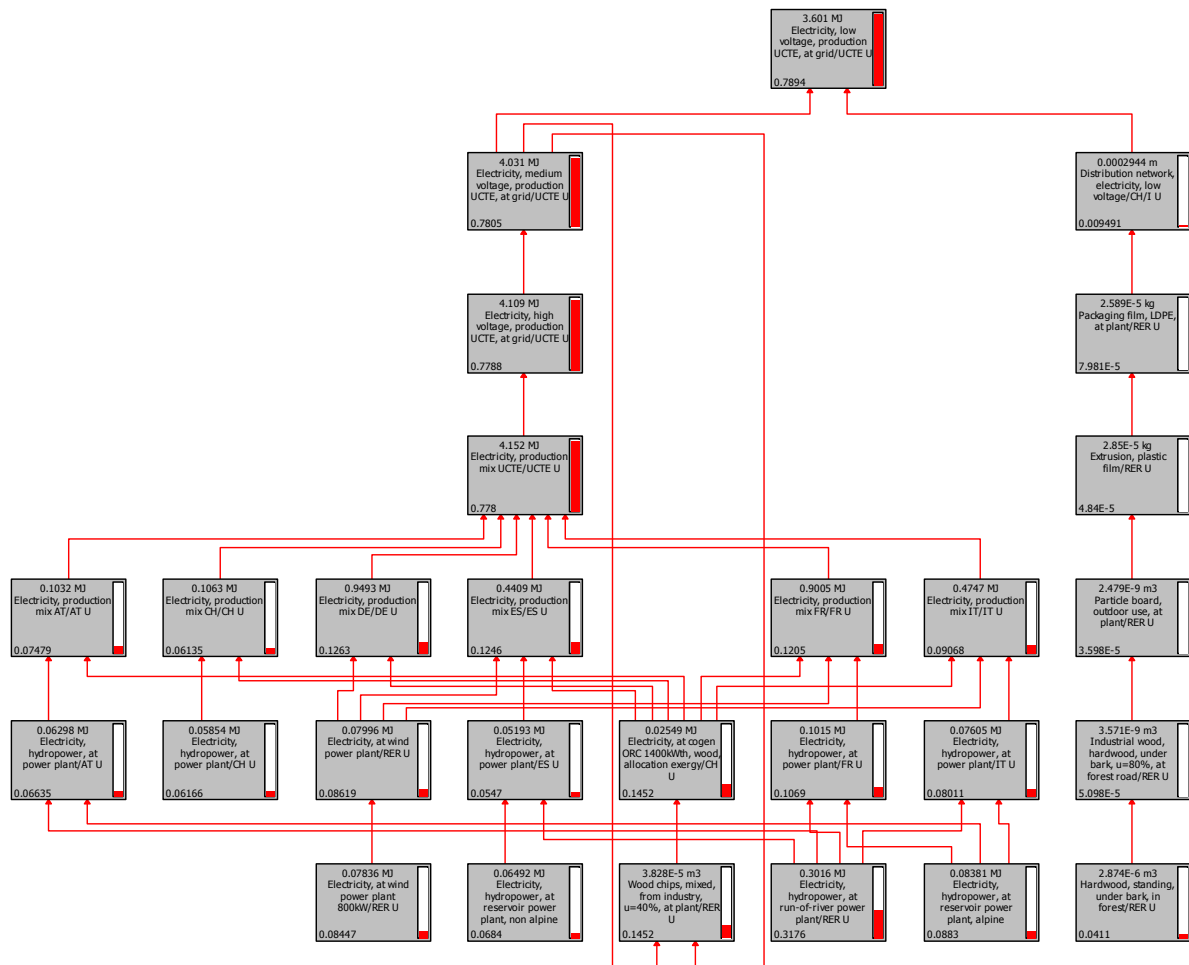 3.601 MJ
Electricity, low
voltage, production
UCTE, at grid/UCTE U
0.7894
4.031 MJ
Electricity, medium
voltage, production
UCTE, at grid/UCTE U
0.7805
0.0002944 m
Distribution network,
electricity, low
voltage/CH/I U
0.009491
4.109 MJ
Electricity, high
voltage, production
UCTE, at grid/UCTE U
0.7788
2.589E-5 kg
Packaging film, LDPE,
at plant/RER U
7.981E-5
4.152 MJ
Electricity, production
mix UCTE/UCTE U
0.778
2.85E-5 kg
Extrusion, plastic
film/RER U
4.84E-5
0.1032 MJ
Electricity, production
mix AT/AT U
0.07479
0.1063 MJ
Electricity, production
mix CH/CH U
0.06135
0.9493 MJ
Electricity, production
mix DE/DE U
0.1263
0.4409 MJ
Electricity, production
mix ES/ES U
0.1246
0.9005 MJ
Electricity, production
mix FR/FR U
0.1205
0.4747 MJ
Electricity, production
mix IT/IT U
0.09068
2.479E-9 m3
Particle board,
outdoor use, at
plant/RER U
3.598E-5
0.06298 MJ
Electricity,
hydropower, at
power plant/AT U
0.06635
0.05854 MJ
Electricity,
hydropower, at
power plant/CH U
0.06166
0.07996 MJ
Electricity, at wind
power plant/RER U
0.08619
0.05193 MJ
Electricity,
hydropower, at
power plant/ES U
0.0547
0.02549 MJ
Electricity, at cogen
ORC 1400kWth, wood,
allocation exergy/CH
U
0.1452
0.1015 MJ
Electricity,
hydropower, at
power plant/FR U
0.1069
0.07605 MJ
Electricity,
hydropower, at
power plant/IT U
0.08011
3.571E-9 m3
Industrial wood,
hardwood, under
bark, u=80%, at
forest road/RER U
5.098E-5
0.07836 MJ
Electricity, at wind
power plant
800kW/RER U
0.08447
0.06492 MJ
Electricity,
hydropower, at
reservoir power
plant, non alpine
0.0684
3.828E-5 m3
Wood chips, mixed,
from industry,
u=40%, at plant/RER
U
0.1452
0.3016 MJ
Electricity,
hydropower, at
run-of-river power
plant/RER U
0.3176
0.08381 MJ
Electricity,
hydropower, at
reservoir power
plant, alpine
0.0883
2.874E-6 m3
Hardwood, standing,
under bark, in
forest/RER U
0.0411